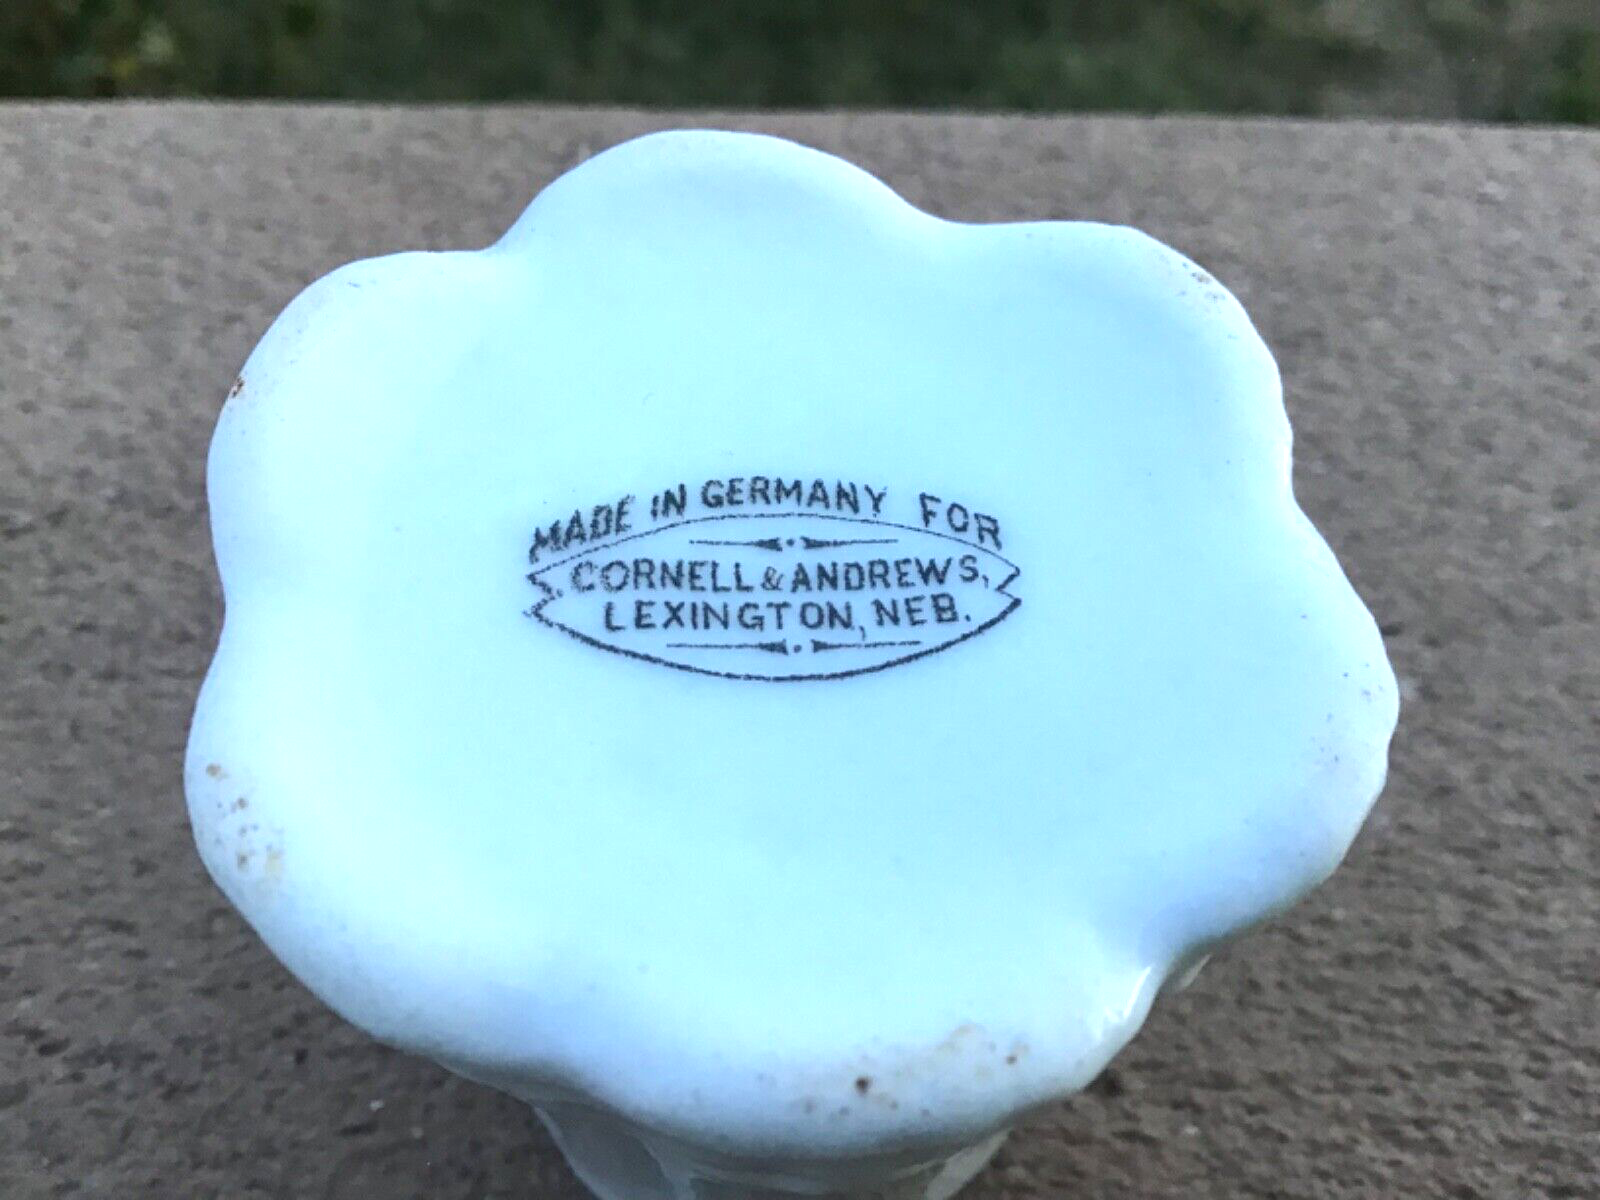 MADE IN GERMANY FOR
CORNELL & ANDREWS,
LEXINGTON, NEB.